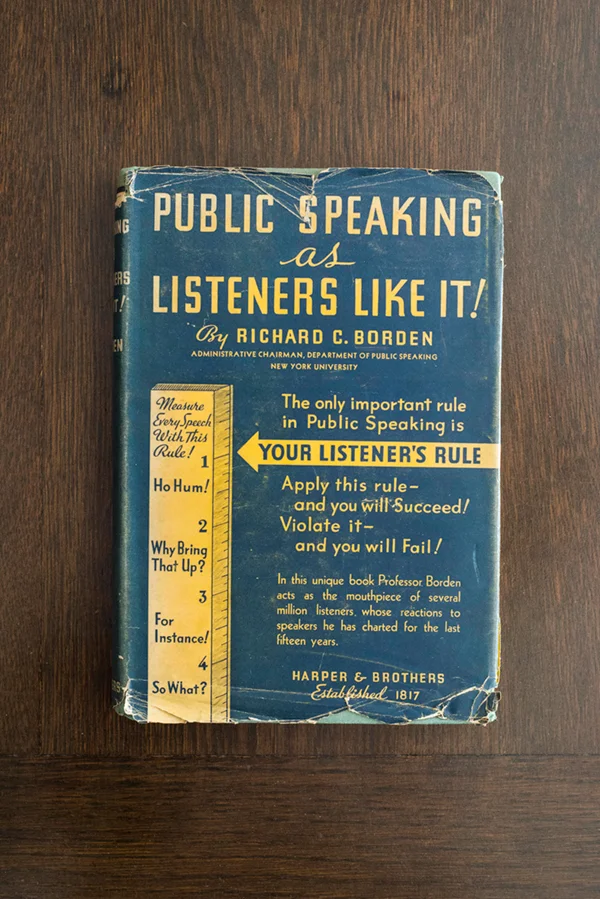 PUBLIC SPEAKING
as
LISTENERS LIKE IT!
By RICHARD C. BORDEN
ADMINISTRATIVE CHAIRMAN, DEPARTMENT OF PUBLIC SPEAKING
NEW YORK UNIVERSITY
Measure
Every Speech
With This
Rule!
1
Ho Hum!
2
Why Bring
That Up?
3
For
Instance!
4
So What?
The only important rule
in Public Speaking is
YOUR LISTENER'S RULE
Apply this rule–
and you will Succeed!
Violate it–
and you will Fail!
In this unique book Professor Borden
acts as the mouthpiece of several
million listeners whose reactions to
speakers he has charted for the last
fifteen years.
HARPER & BROTHERS
Established 1817